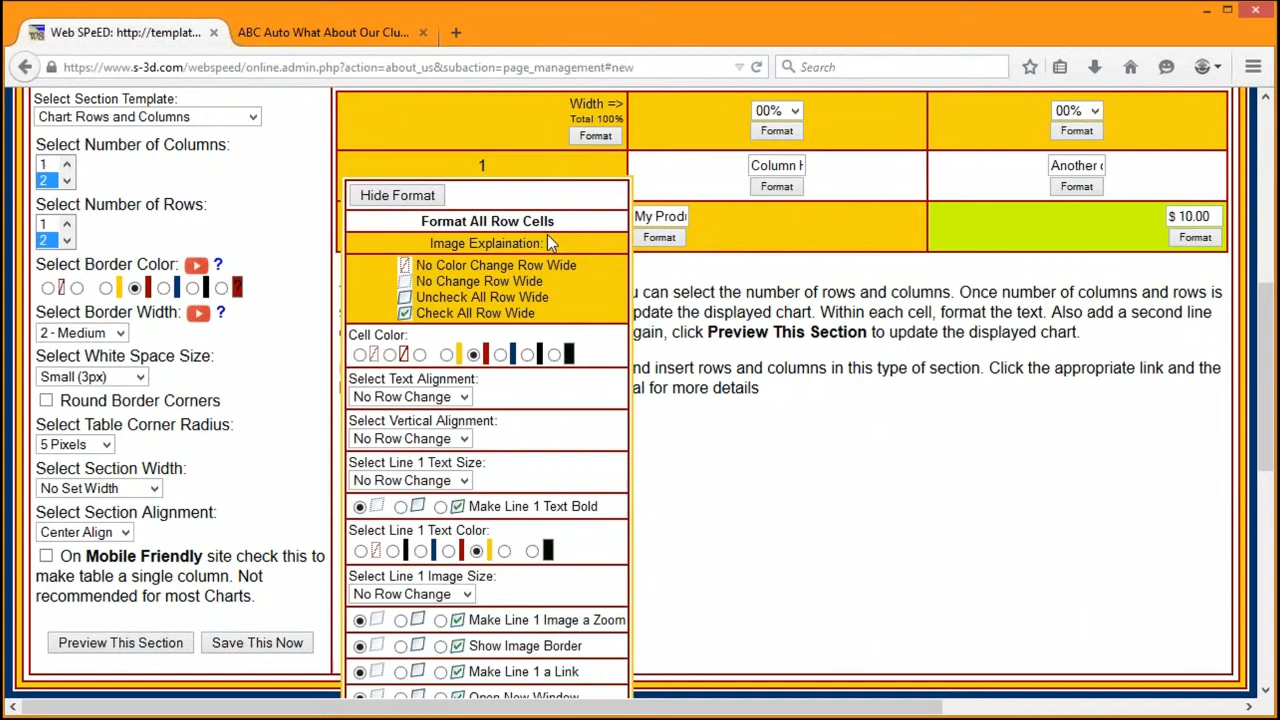 Web SPeED: http://templat...
ABC Auto What About Our Clu...
https://www.s-3d.com/webspeed/online.admin.php?action=about_us&subaction=page_management#new
Search
Select Section Template:
Chart: Rows and Columns
Select Number of Columns:
1
2
Select Number of Rows:
1
2
Select Border Color: ?
Select Border Width: ?
2 - Medium
Select White Space Size:
Small (3px)
Round Border Corners
Select Table Corner Radius:
5 Pixels
Select Section Width:
No Set Width
Select Section Alignment:
Center Align
On Mobile Friendly site check this to
make table a single column. Not
recommended for most Charts.
Preview This Section
Save This Now
Width =>
Total 100%
Format
00%
Format
00%
Format
1
Column
Format
Another
Format
My Produ
Format
$ 10.00
Format
Hide Format
Format All Row Cells
Image Explaination:
No Color Change Row Wide
No Change Row Wide
Uncheck All Row Wide
Check All Row Wide
Cell Color:
Select Text Alignment:
No Row Change
Select Vertical Alignment:
No Row Change
Select Line 1 Text Size:
No Row Change
Make Line 1 Text Bold
Select Line 1 Text Color:
Select Line 1 Image Size:
No Row Change
Make Line 1 Image a Zoom
Show Image Border
Make Line 1 a Link
Open New Window
can select the number of rows and columns. Once number of columns and rows is
pdate the displayed chart. Within each cell, format the text. Also add a second line
gain, click Preview This Section to update the displayed chart.
nd insert rows and columns in this type of section. Click the appropriate link and the
al for more details